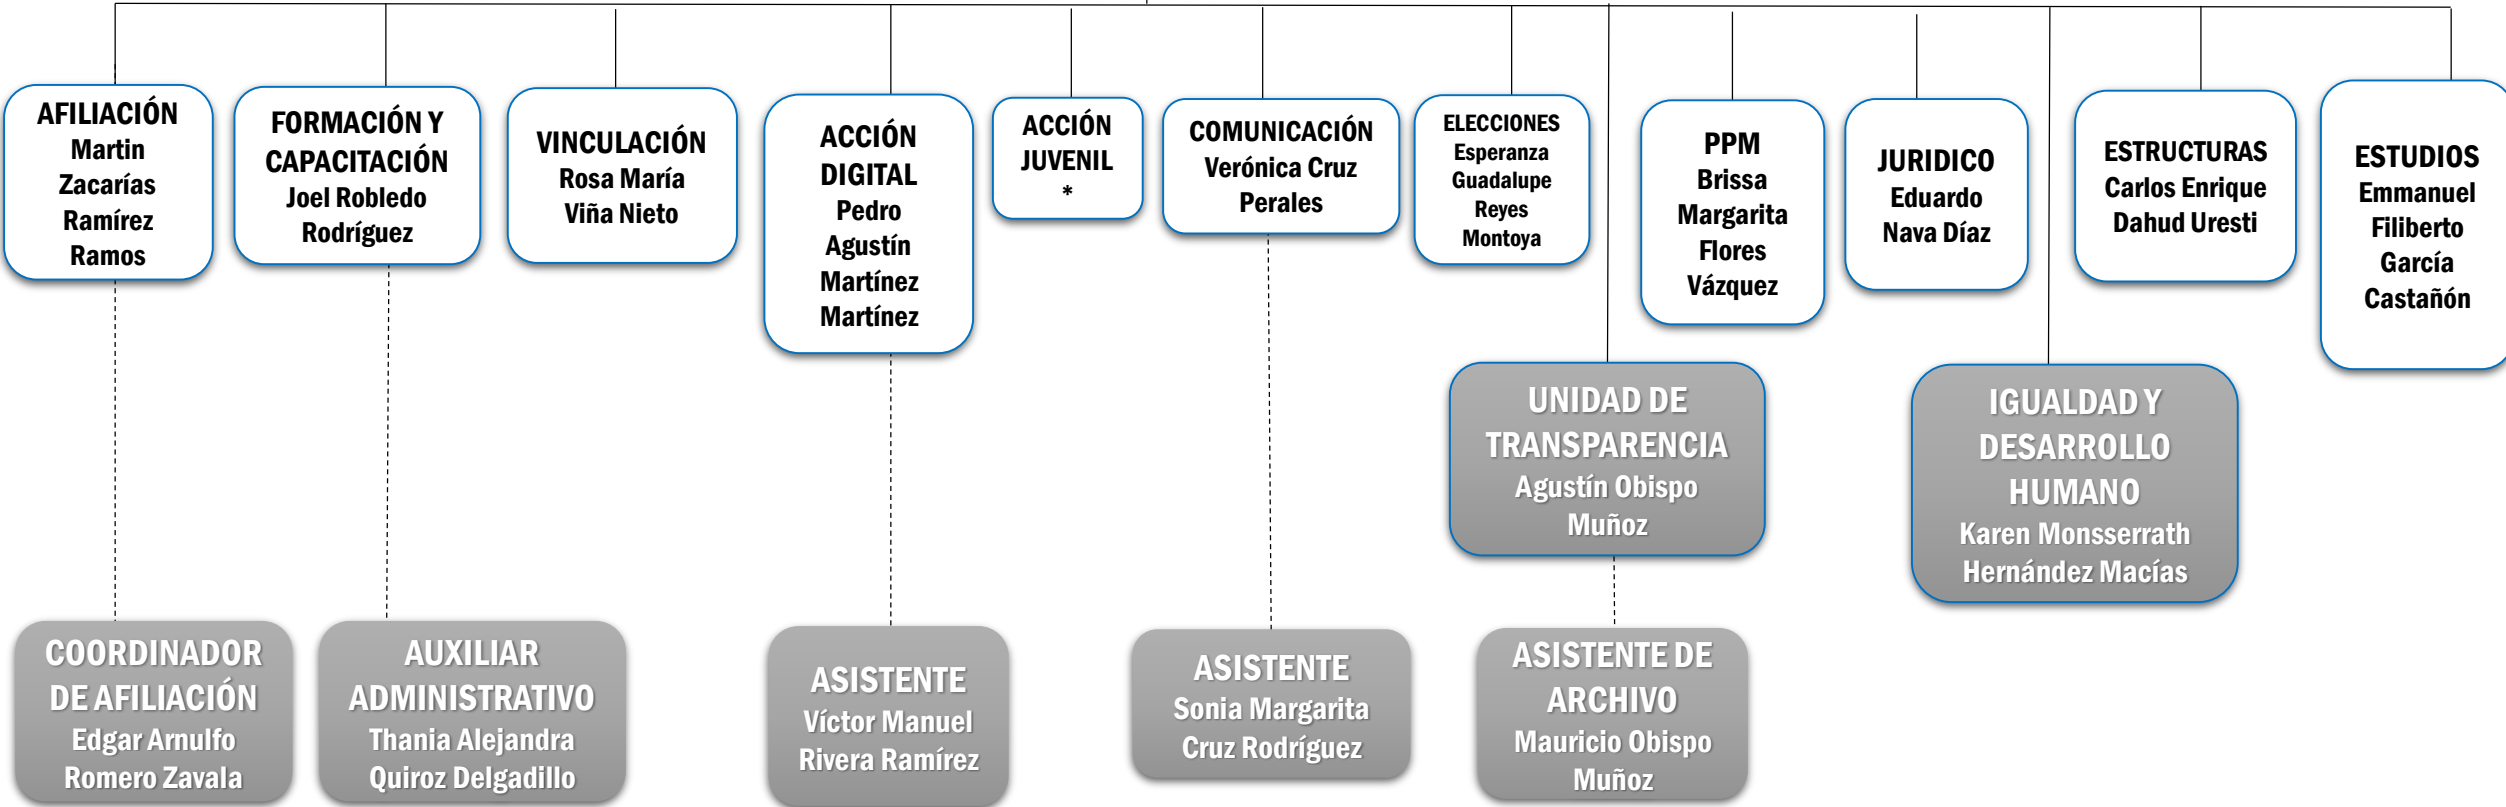 AFILIACIÓN
Martin
Zacarías
Ramírez
Ramos
FORMACIÓN Y
CAPACITACIÓN
Joel Robledo
Rodríguez
VINCULACIÓN
Rosa María
Viña Nieto
ACCIÓN
DIGITAL
Pedro
Agustín
Martínez
Martínez
ACCIÓN
JUVENIL
*
COMUNICACIÓN
Verónica Cruz
Perales
ELECCIONES
Esperanza
Guadalupe
Reyes
Montoya
PPM
Brissa
Margarita
Flores
Vázquez
JURIDICO
Eduardo
Nava Díaz
ESTRUCTURAS
Carlos Enrique
Dahud Uresti
ESTUDIOS
Emmanuel
Filiberto
García
Castañón
UNIDAD DE
TRANSPARENCIA
Agustín Obispo
Muñoz
IGUALDAD Y
DESARROLLO
HUMANO
Karen Monsserrath
Hernández Macías
COORDINADOR
DE AFILIACIÓN
Edgar Arnulfo
Romero Zavala
AUXILIAR
ADMINISTRATIVO
Thania Alejandra
Quiroz Delgadillo
ASISTENTE
Víctor Manuel
Rivera Ramírez
ASISTENTE
Sonia Margarita
Cruz Rodríguez
ASISTENTE DE
ARCHIVO
Mauricio Obispo
Muñoz